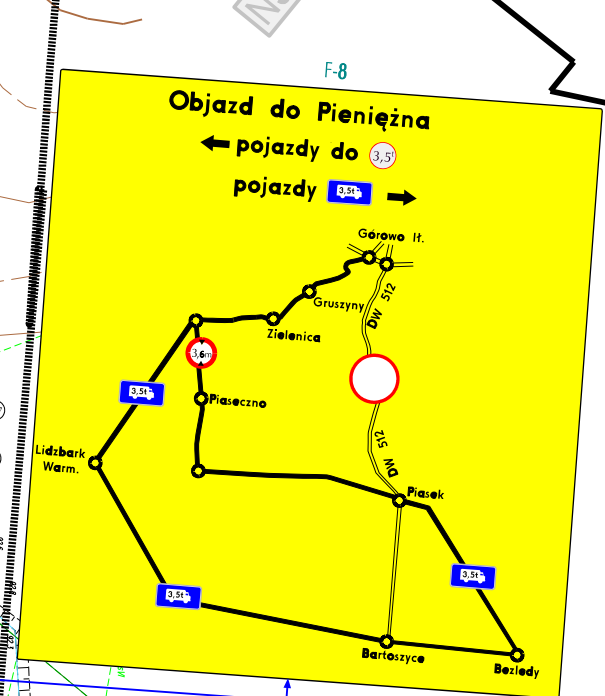 F-8
Objazd do Pieniężna
pojazdy do 3,5t
pojazdy 3,5t
Górowo Ił.
DW 512
Gruszyny
Zielenica
3,6m
3,5t
Piaseczno
DW 512
Lidzbark
Warm.
Piasek
3,5t
3,5t
Bartoszyce
Bezledy